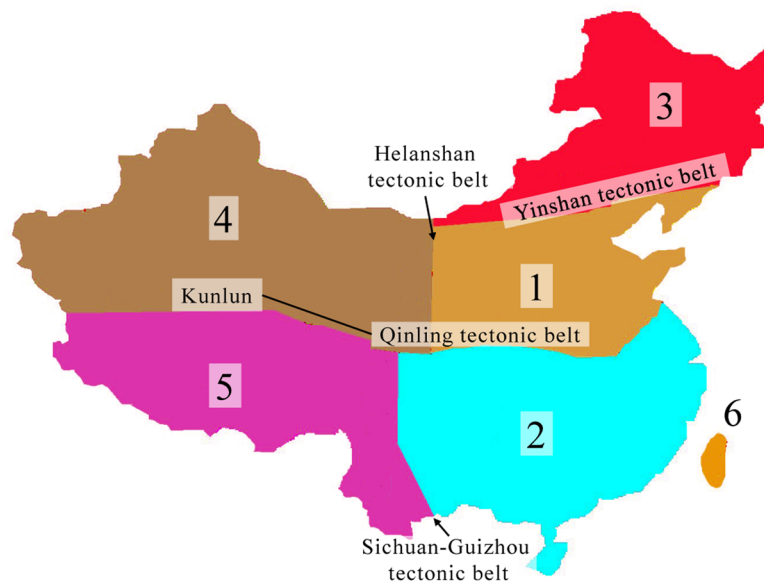 3
Helanshan
tectonic belt
Yinshan tectonic belt
4
Kunlun
1
Qinling tectonic belt
5
6
2
Sichuan-Guizhou
tectonic belt